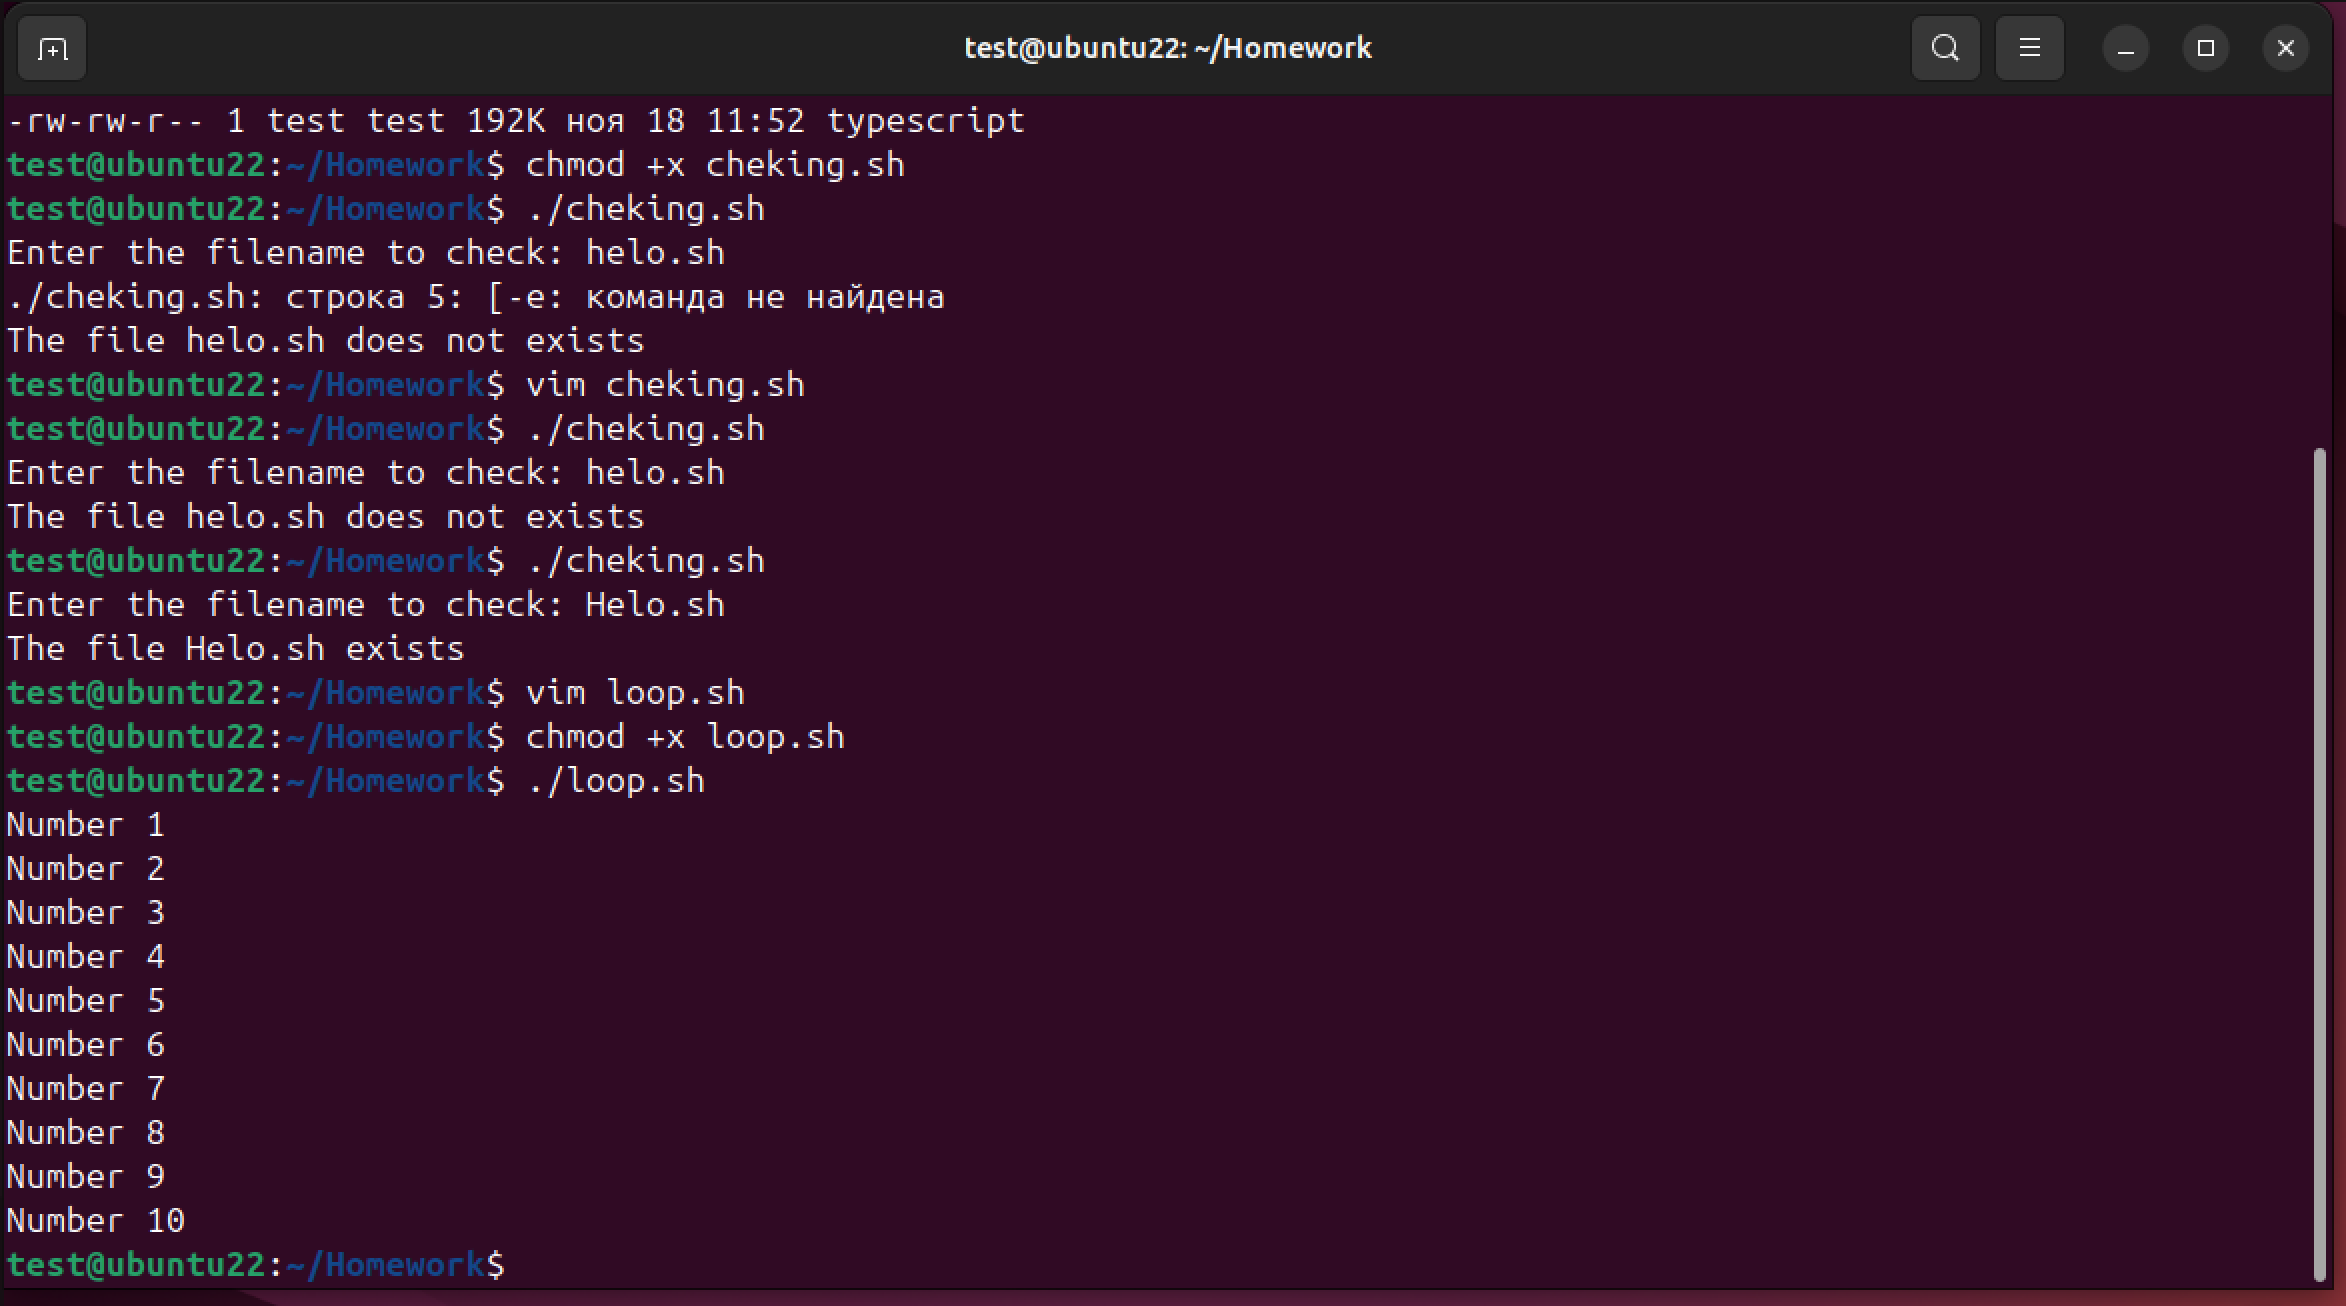 test@ubuntu22: ~/Homework
-rw-rw-r-- 1 test test 192K ноя 18 11:52 typescript
test@ubuntu22:~/Homework$ chmod +x cheking.sh
test@ubuntu22:~/Homework$ ./cheking.sh
Enter the filename to check: helo.sh
./cheking.sh: строка 5: [-e: команда не найдена
The file helo.sh does not exists
test@ubuntu22:~/Homework$ vim cheking.sh
test@ubuntu22:~/Homework$ ./cheking.sh
Enter the filename to check: helo.sh
The file helo.sh does not exists
test@ubuntu22:~/Homework$ ./cheking.sh
Enter the filename to check: Helo.sh
The file Helo.sh exists
test@ubuntu22:~/Homework$ vim loop.sh
test@ubuntu22:~/Homework$ chmod +x loop.sh
test@ubuntu22:~/Homework$ ./loop.sh
Number 1
Number 2
Number 3
Number 4
Number 5
Number 6
Number 7
Number 8
Number 9
Number 10
test@ubuntu22:~/Homework$